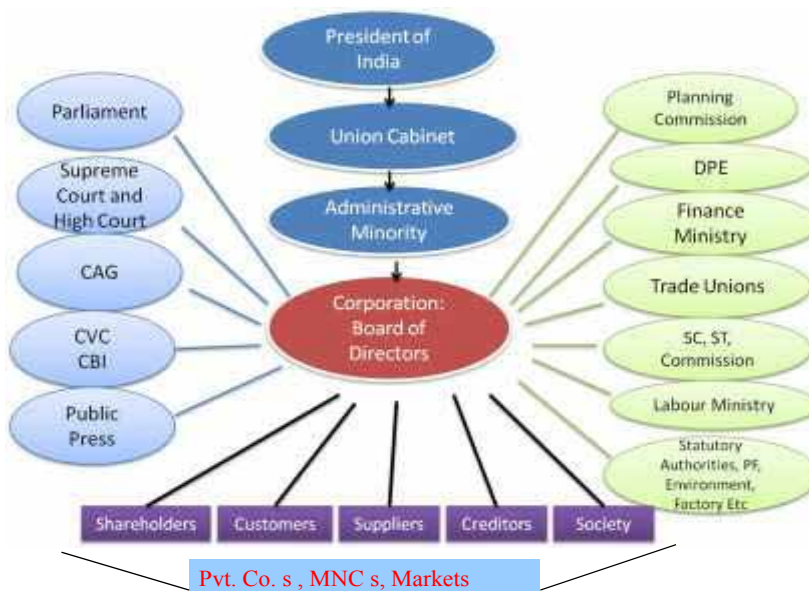 President of
India
Union Cabinet
Administrative
Minority
Corporation:
Board of
Directors
Parliament
Supreme
Court and
High Court
CAG
CVC
CBI
Public
Press
Planning
Commission
DPE
Finance
Ministry
Trade Unions
SC, ST,
Commission
Labour Ministry
Statutory
Authorities, PF,
Environment,
Factory Etc
Shareholders
Customers
Suppliers
Creditors
Society
Pvt. Co. s , MNC s, Markets